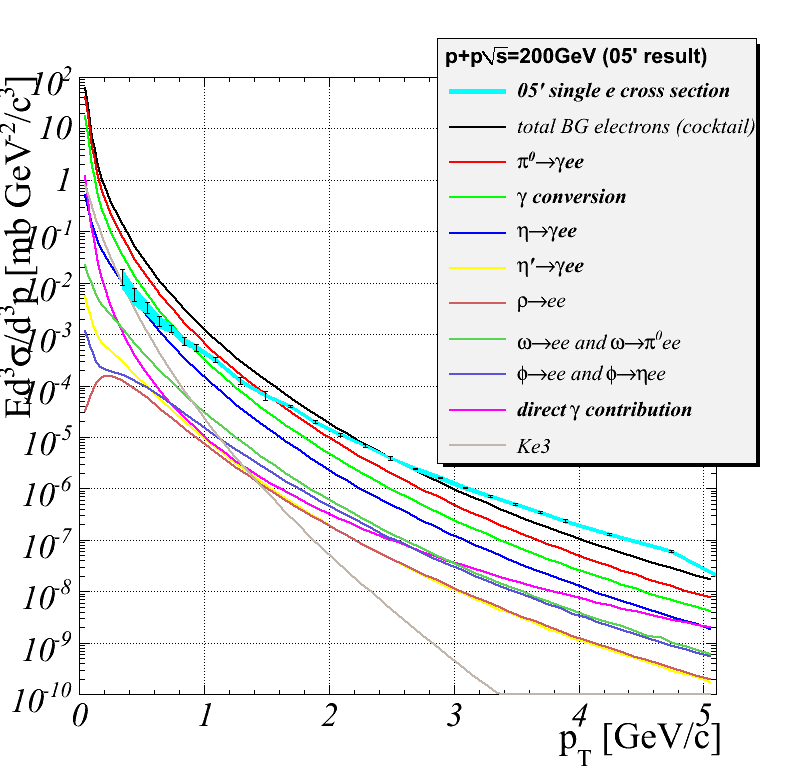 p+p√s=200GeV (05' result)
05' single e cross section
total BG electrons (cocktail)
π⁰→γee
γ conversion
η→γee
η′→γee
ρ→ee
ω→ee and ω→π⁰ee
ϕ→ee and ϕ→ηee
direct γ contribution
Ke3
Ed³σ/d³p [mb GeV⁻²/c³]
10²
10
1
10⁻¹
10⁻²
10⁻³
10⁻⁴
10⁻⁵
10⁻⁶
10⁻⁷
10⁻⁸
10⁻⁹
10⁻¹⁰
0 1 2 3 4 5
p_T [GeV/c]